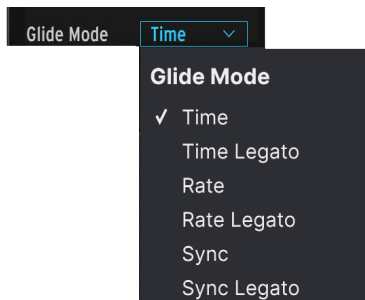 Glide Mode Time
Glide Mode
✓ Time
Time Legato
Rate
Rate Legato
Sync
Sync Legato